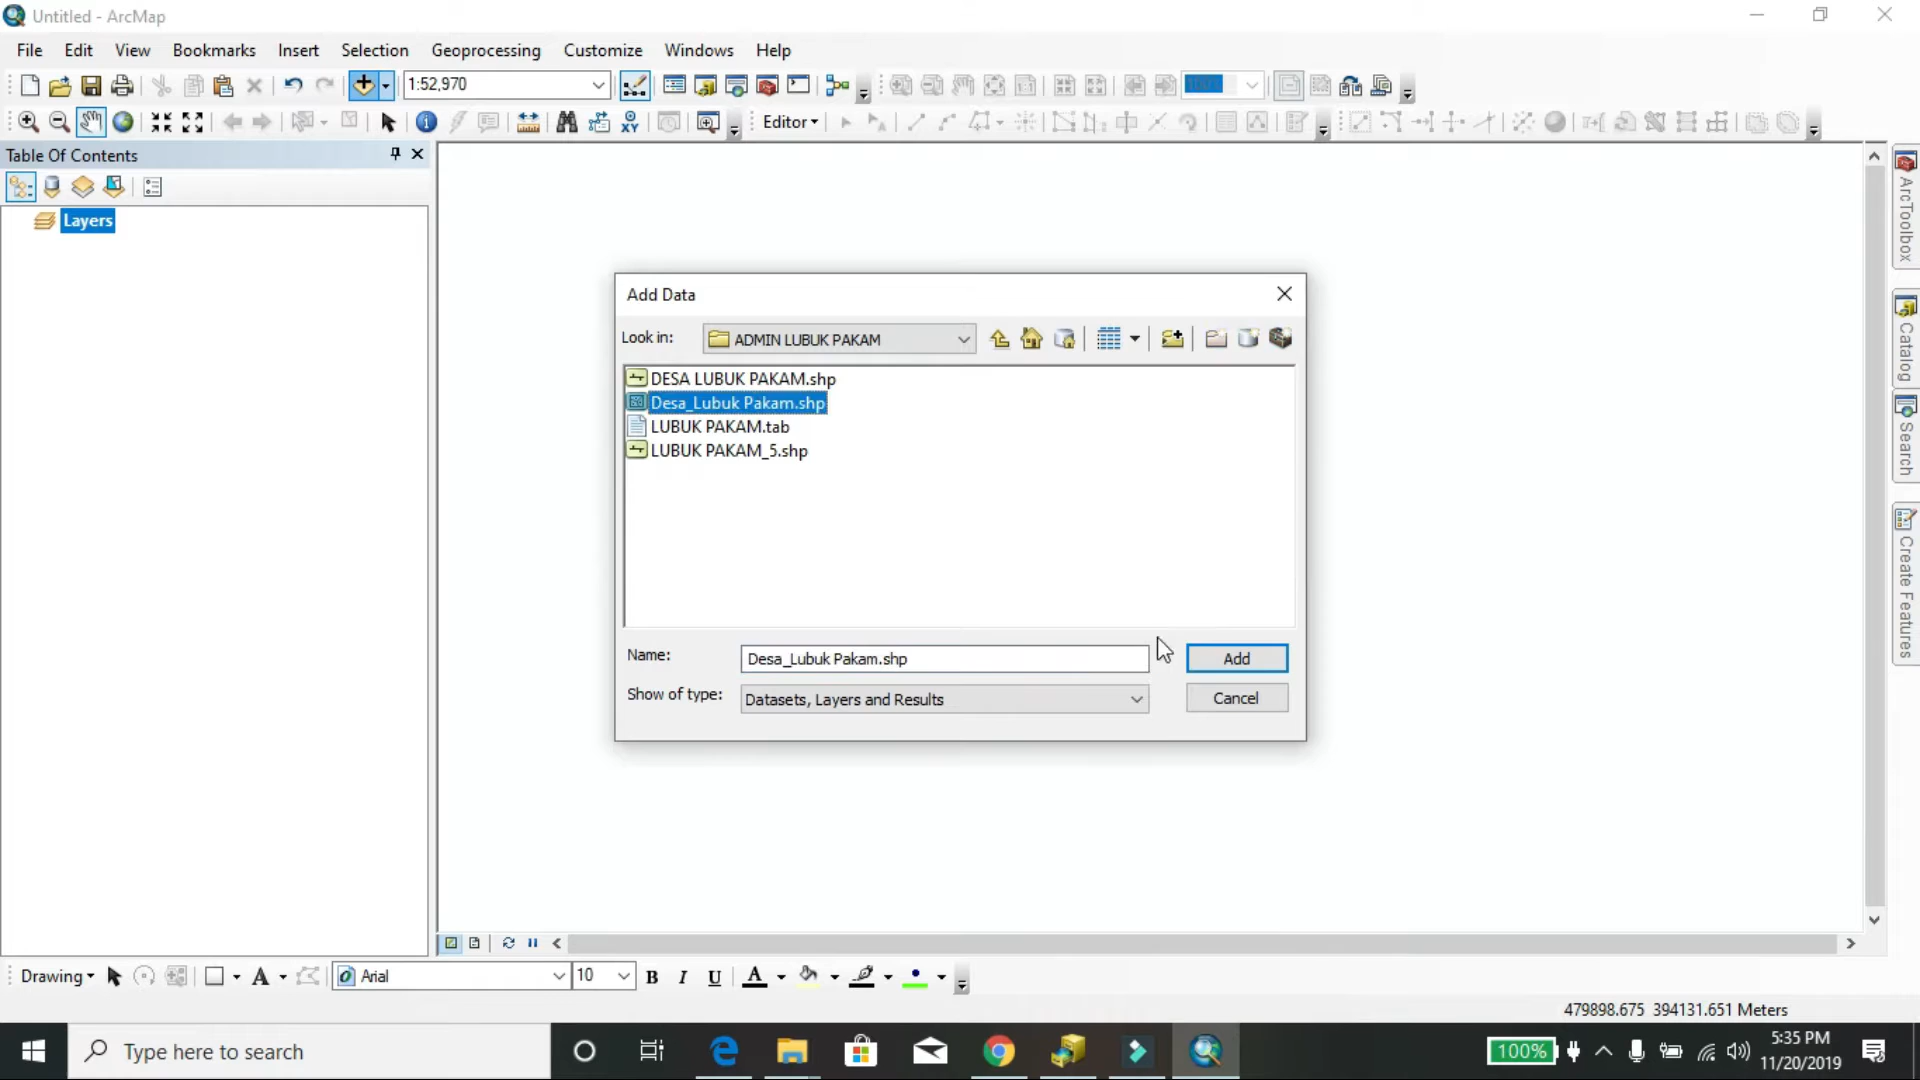 Untitled - ArcMap
File Edit View Bookmarks Insert Selection Geoprocessing Customize Windows Help
1:52,970
Editor
Table Of Contents
Layers
Add Data
Look in: ADMIN LUBUK PAKAM
DESA LUBUK PAKAM.shp
Desa_Lubuk Pakam.shp
LUBUK PAKAM.tab
LUBUK PAKAM_5.shp
Name: Desa_Lubuk Pakam.shp Add
Show of type: Datasets, Layers and Results Cancel
ArcToolbox
Catalog
Search
Create Features
Drawing A Arial 10 B I U A
479898.675 394131.651 Meters
Type here to search
100%
5:35 PM
11/20/2019